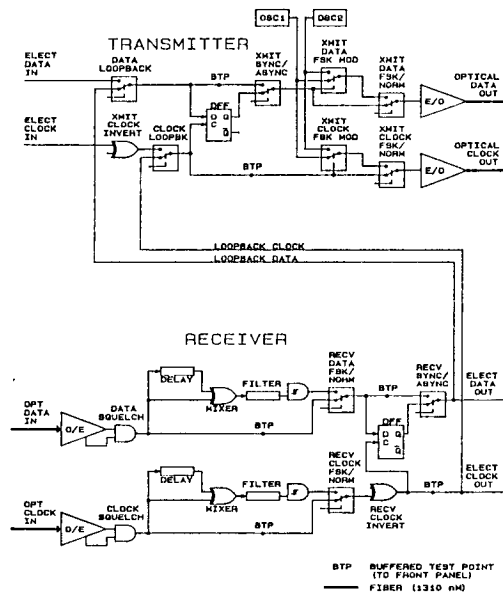 OSC1
OSC2
TRANSMITTER
ELECT DATA
IN
DATA
LOOPBACK
BTP
XMIT
SYNC/
ASYNC
XMIT
DATA
FSK MOD
XMIT
DATA
FSK/
NORM
OPTICAL DATA
OUT
E/O
DFF
D Q
C
Q
ELECT CLOCK
IN
XMIT
CLOCK
INVERT
CLOCK
LOOPBK
BTP
XMIT
CLOCK
FSK MOD
XMIT
CLOCK
FSK/
NORM
OPTICAL CLOCK
OUT
E/O
LOOPBACK CLOCK
LOOPBACK DATA
RECEIVER
OPT
DATA
IN
O/E
DATA
SQUELCH
DELAY
MIXER
FILTER
BTP
RECV
DATA
FSK/
NORM
BTP
RECV
SYNC/
ASYNC
ELECT DATA
OUT
DFF
D Q
C
Q
OPT
CLOCK
IN
O/E
CLOCK
SQUELCH
DELAY
MIXER
FILTER
BTP
RECV
CLOCK
FSK/
NORM
RECV
CLOCK
INVERT
BTP
ELECT
CLOCK
OUT
BTP BUFFERED TEST POINT
(TO FRONT PANEL)
FIBER (1310 nM)